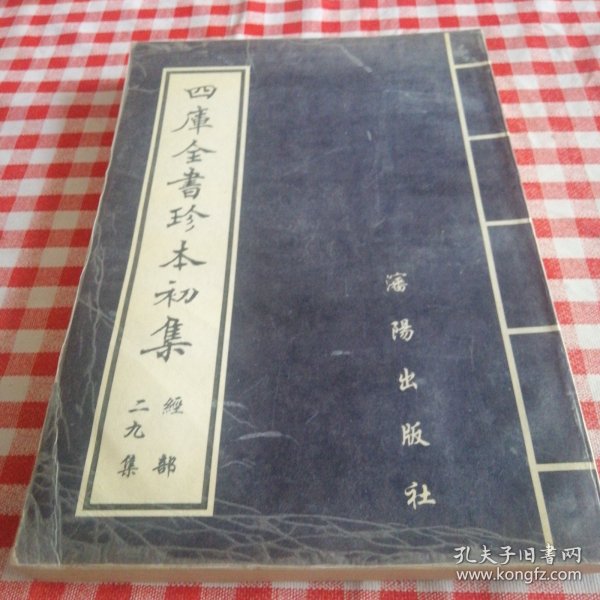 四庫全書珍本初集
經部
二九集
瀋陽出版社
孔夫子旧書网
www.kongfz.com